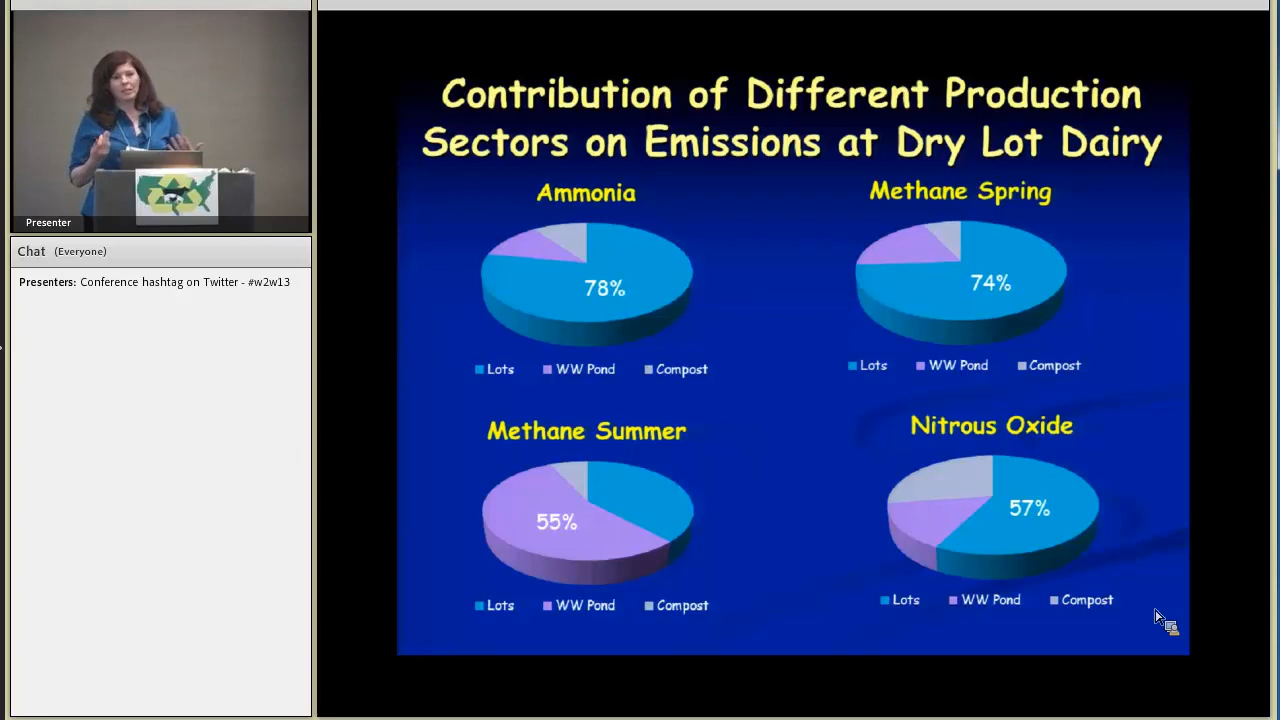 Presenter
Chat (Everyone)
Presenters: Conference hashtag on Twitter - #w2w13
Contribution of Different Production
Sectors on Emissions at Dry Lot Dairy
Ammonia
78%
Lots WW Pond Compost
Methane Spring
74%
Lots WW Pond Compost
Methane Summer
55%
Lots WW Pond Compost
Nitrous Oxide
57%
Lots WW Pond Compost